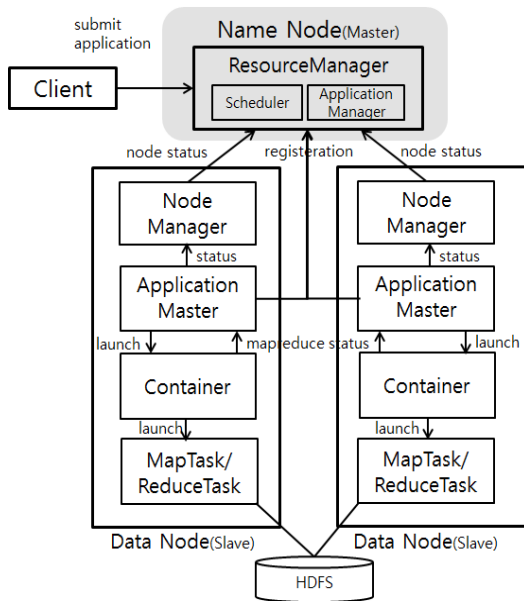 submit
application
Name Node(Master)
ResourceManager
Client
Scheduler
Application
Manager
node status
registeration
node status
Node
Manager
Node
Manager
status
status
Application
Master
Application
Master
launch
mapreduce status
launch
Container
Container
launch
launch
MapTask/
ReduceTask
MapTask/
ReduceTask
Data Node(Slave)
Data Node(Slave)
HDFS